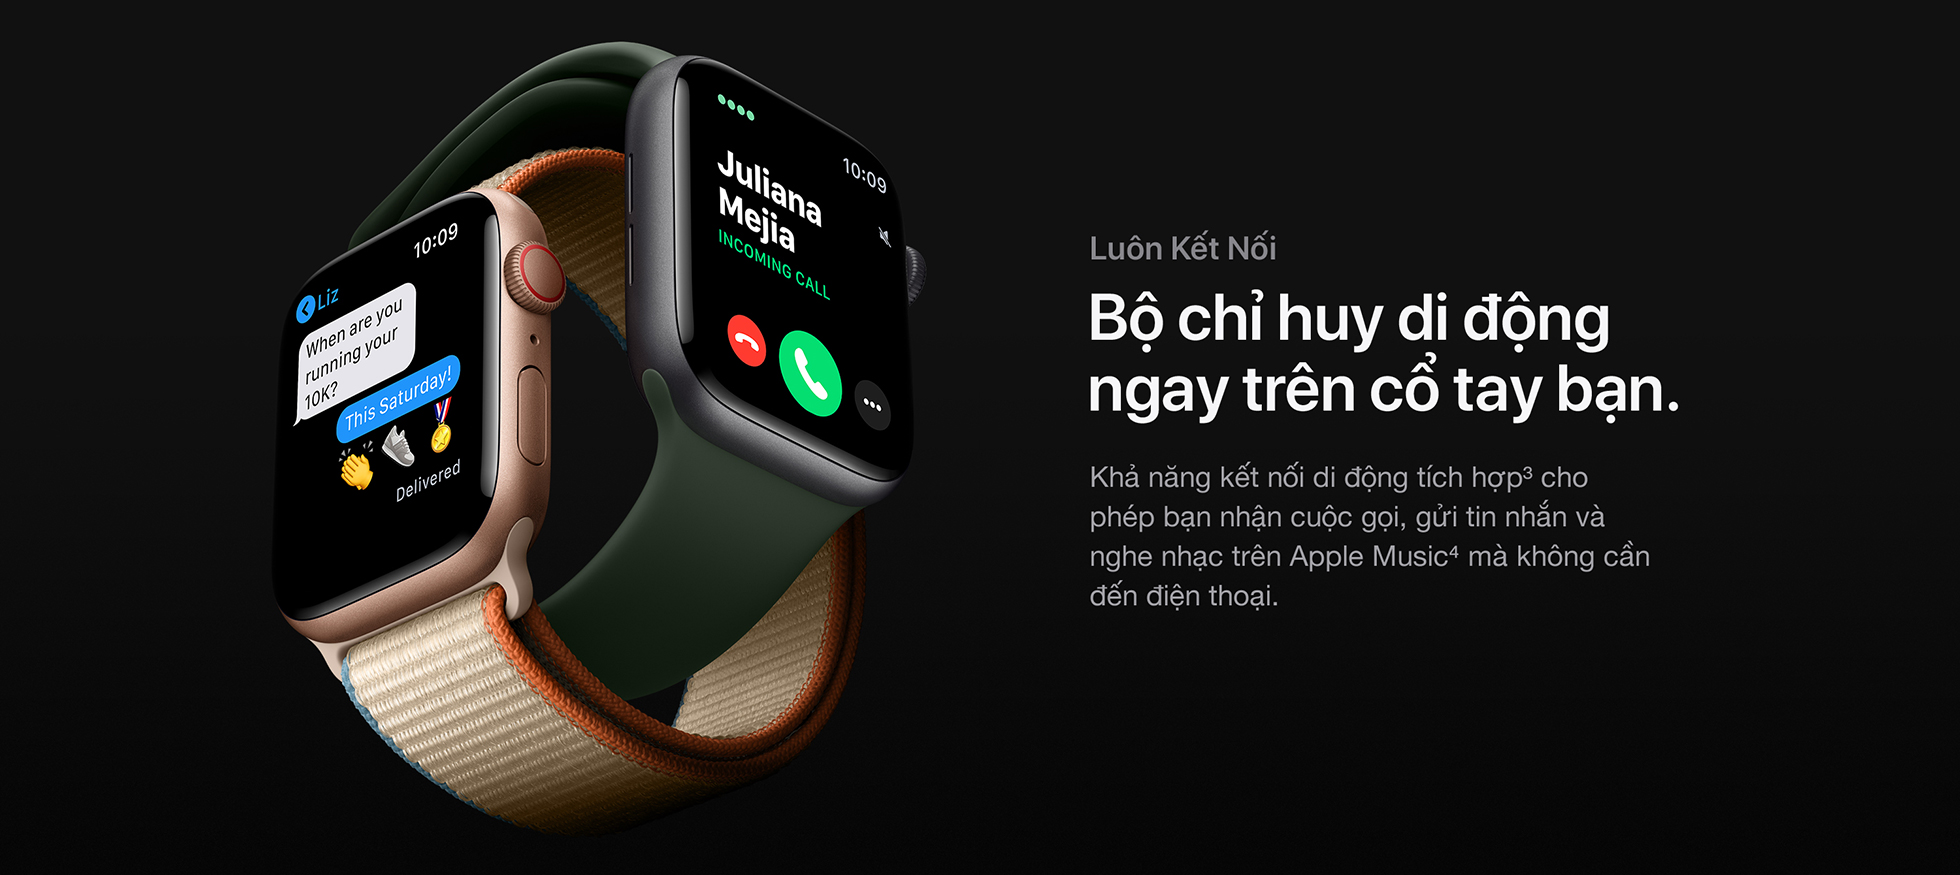 10:09
Liz
When are you
running your
10K?
This Saturday!
Delivered
10:09
Juliana
Mejia
INCOMING CALL
Luôn Kết Nối
Bộ chỉ huy di động
ngay trên cổ tay bạn.
Khả năng kết nối di động tích hợp³ cho
phép bạn nhận cuộc gọi, gửi tin nhắn và
nghe nhạc trên Apple Music⁴ mà không cần
đến điện thoại.